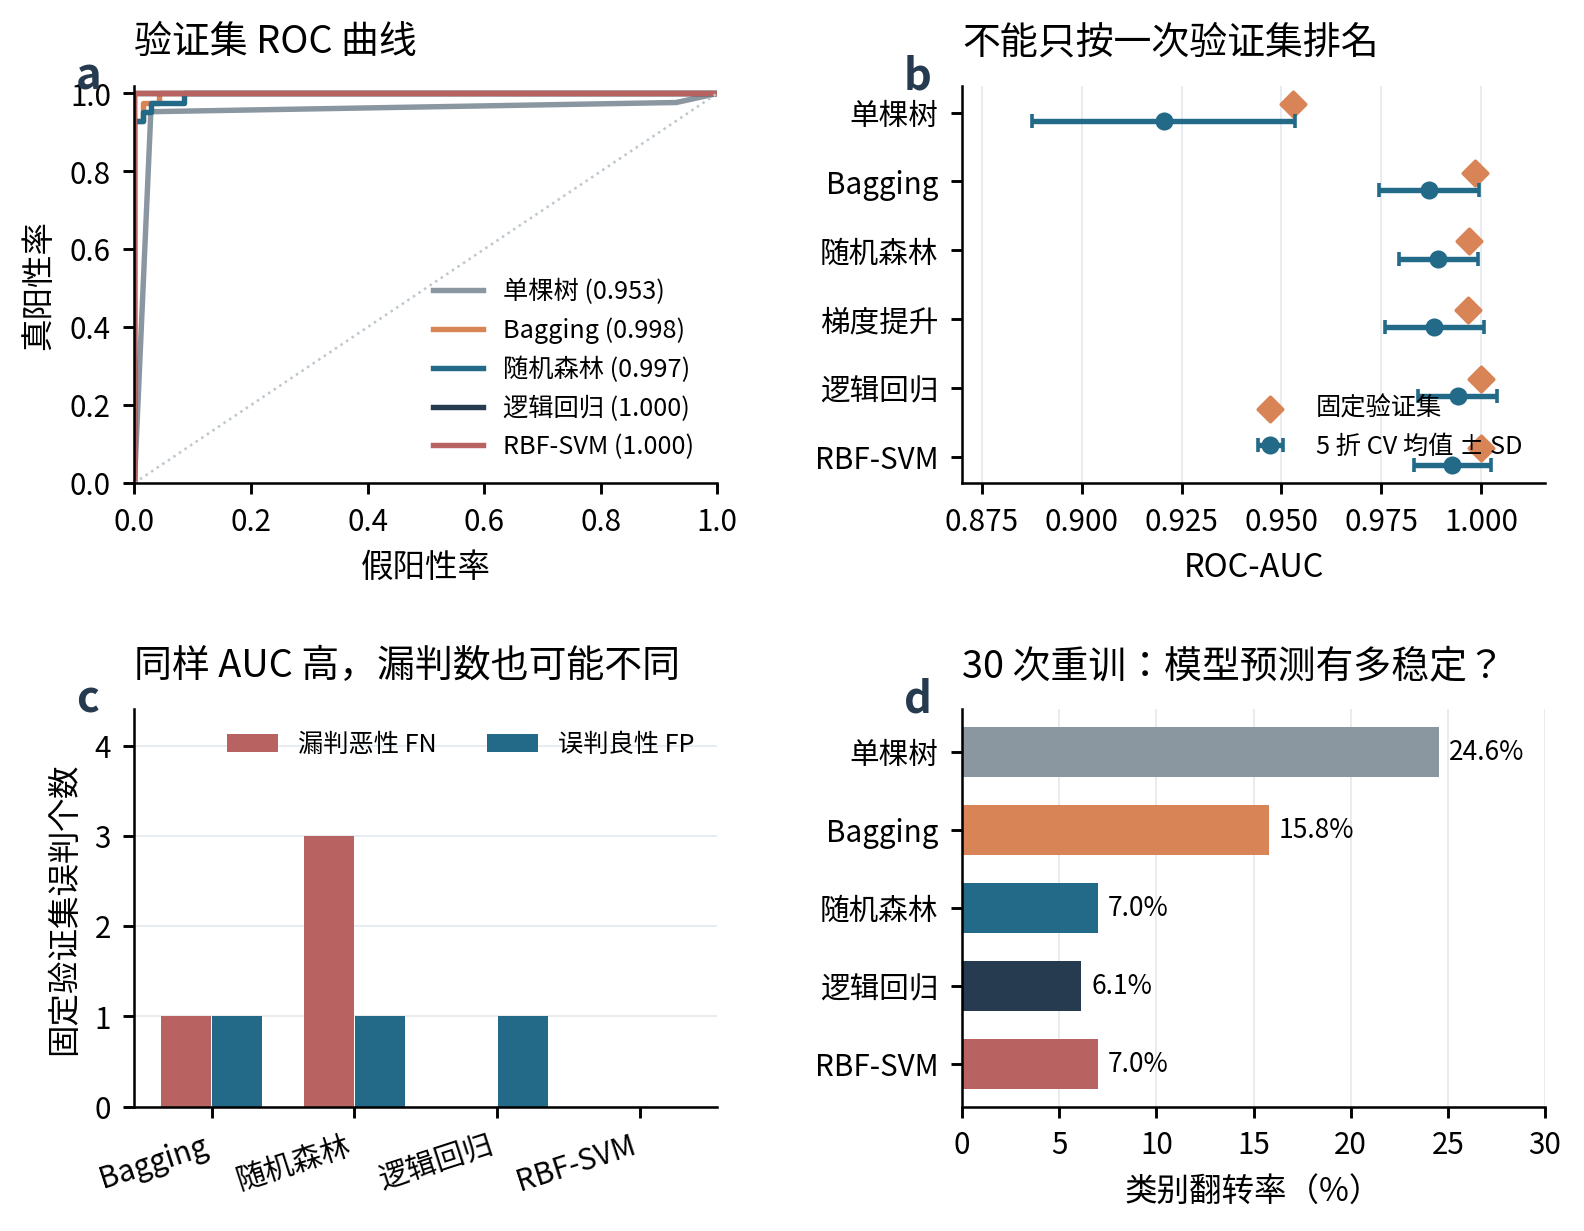 验证集 ROC 曲线
a
1.0
0.8
0.6
0.4
0.2
0.0
真阳性率
单棵树 (0.953)
Bagging (0.998)
随机森林 (0.997)
逻辑回归 (1.000)
RBF-SVM (1.000)
0.0 0.2 0.4 0.6 0.8 1.0
假阳性率
不能只按一次验证集排名
b
单棵树
Bagging
随机森林
梯度提升
逻辑回归
RBF-SVM
固定验证集
5 折 CV 均值 ± SD
0.875 0.900 0.925 0.950 0.975 1.000
ROC-AUC
同样 AUC 高，漏判数也可能不同
c
漏判恶性 FN 误判良性 FP
4
3
2
1
0
固定验证集误判个数
Bagging 随机森林 逻辑回归 RBF-SVM
30 次重训：模型预测有多稳定？
d
单棵树 24.6%
Bagging 15.8%
随机森林 7.0%
逻辑回归 6.1%
RBF-SVM 7.0%
0 5 10 15 20 25 30
类别翻转率（%）